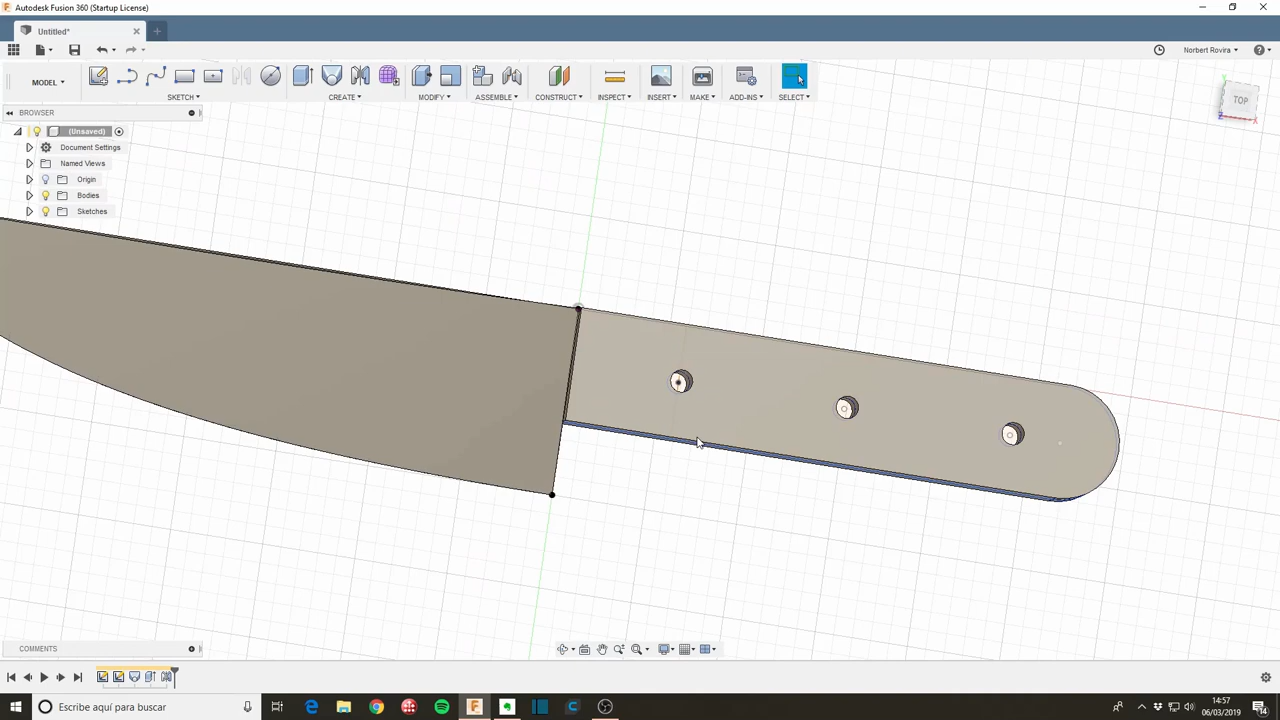 Autodesk Fusion 360 (Startup License)
Untitled*
Norbert Rovira
MODEL
SKETCH
CREATE
MODIFY
ASSEMBLE
CONSTRUCT
INSPECT
INSERT
MAKE
ADD-INS
SELECT
BROWSER
(Unsaved)
Document Settings
Named Views
Origin
Bodies
Sketches
TOP
Y
X
Z
COMMENTS
Escribe aquí para buscar
14:57
06/03/2019
14